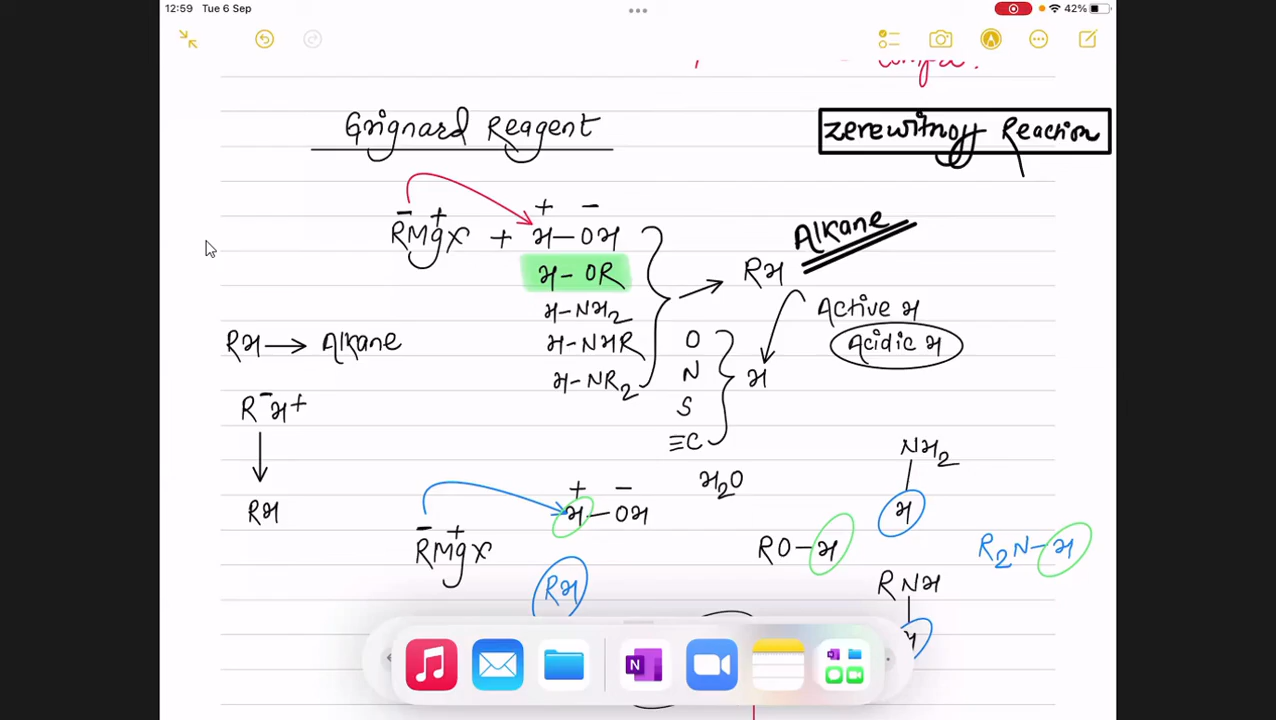 12:59 Tue 6 Sep
42%
Grignard Reagent
Zerewitnoff Reaction
R⁻Mg⁺X + H⁺—O⁻H
H—OR
H—NH₂
H—NHR
H—NR₂
→ RH
Alkane
Active H
Acidic H
O
N
S
≡C
H
RH → Alkane
R⁻H⁺
↓
RH
H₂O
NH₂
H
R⁻Mg⁺X
H⁺—O⁻H
RH
RO—H
R₂N—H
RNH